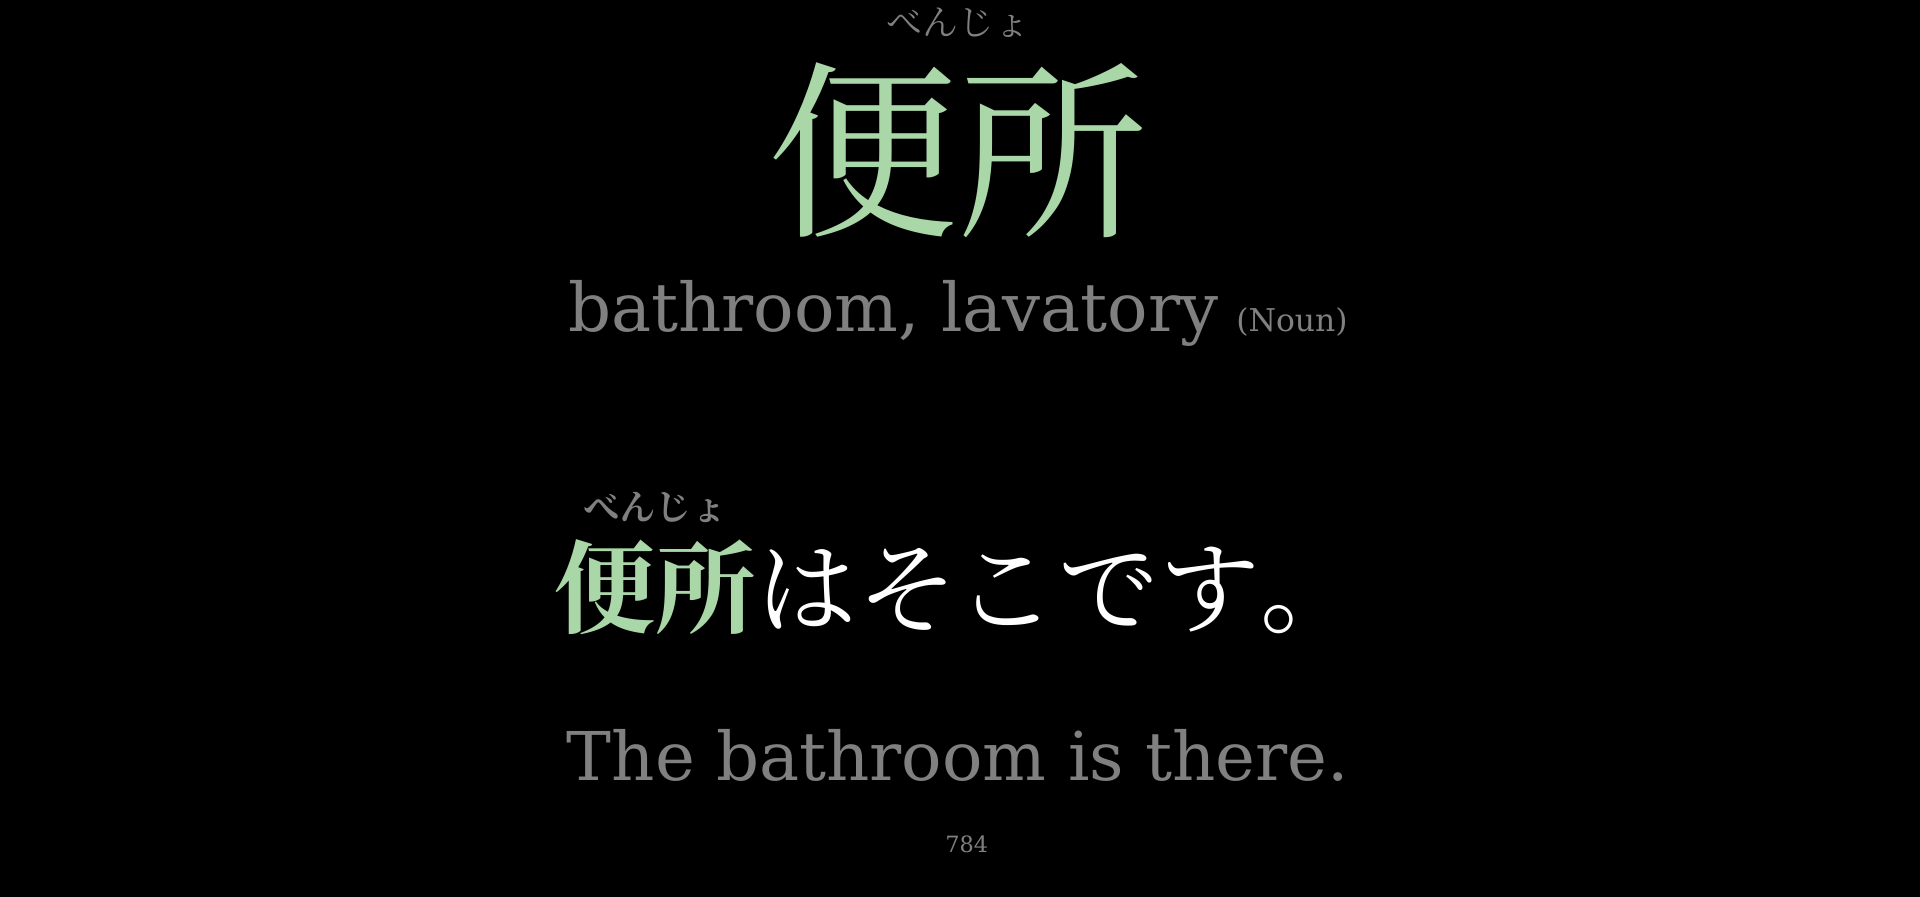 べんじょ
便所
bathroom, lavatory (Noun)
べんじょ
便所はそこです。
The bathroom is there.
784